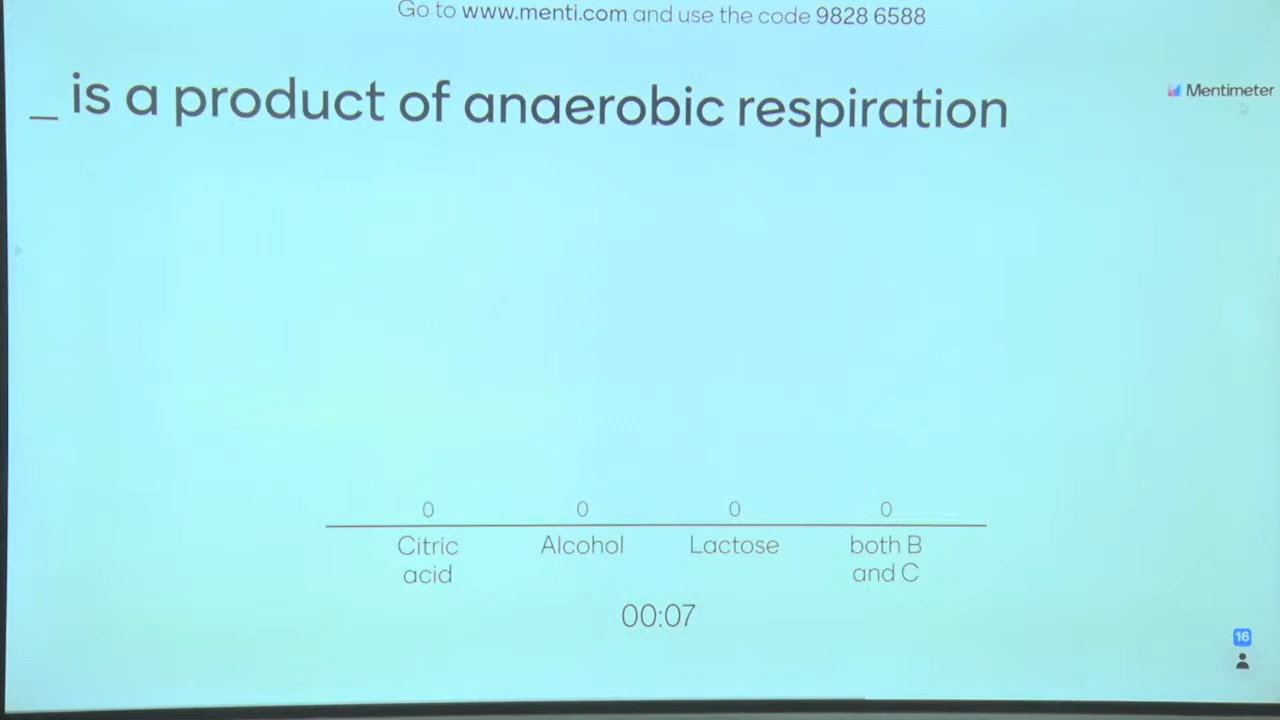 Go to www.menti.com and use the code 9828 6588
_ is a product of anaerobic respiration
Mentimeter
0 0 0 0
Citric acid
Alcohol
Lactose
both B and C
00:07
16